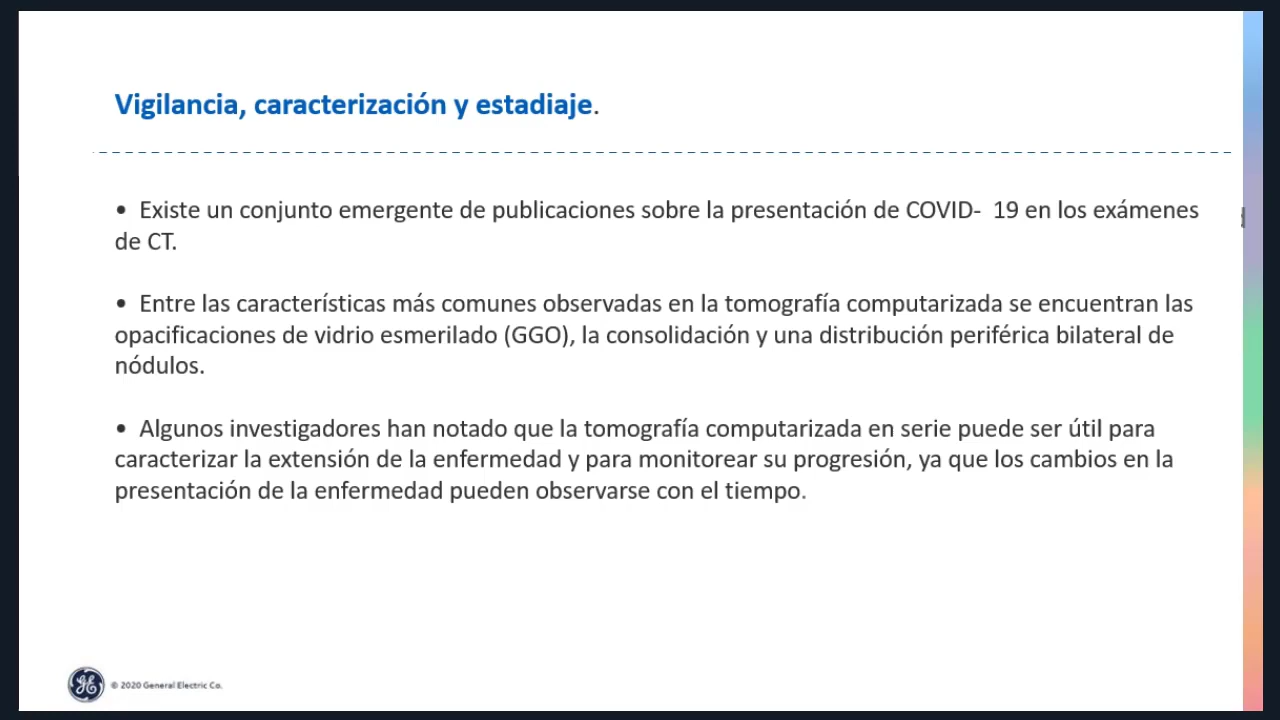 Vigilancia, caracterización y estadiaje.
• Existe un conjunto emergente de publicaciones sobre la presentación de COVID-  19 en los exámenes
de CT.
• Entre las características más comunes observadas en la tomografía computarizada se encuentran las
opacificaciones de vidrio esmerilado (GGO), la consolidación y una distribución periférica bilateral de
nódulos.
• Algunos investigadores han notado que la tomografía computarizada en serie puede ser útil para
caracterizar la extensión de la enfermedad y para monitorear su progresión, ya que los cambios en la
presentación de la enfermedad pueden observarse con el tiempo.
GE © 2020 General Electric Co.